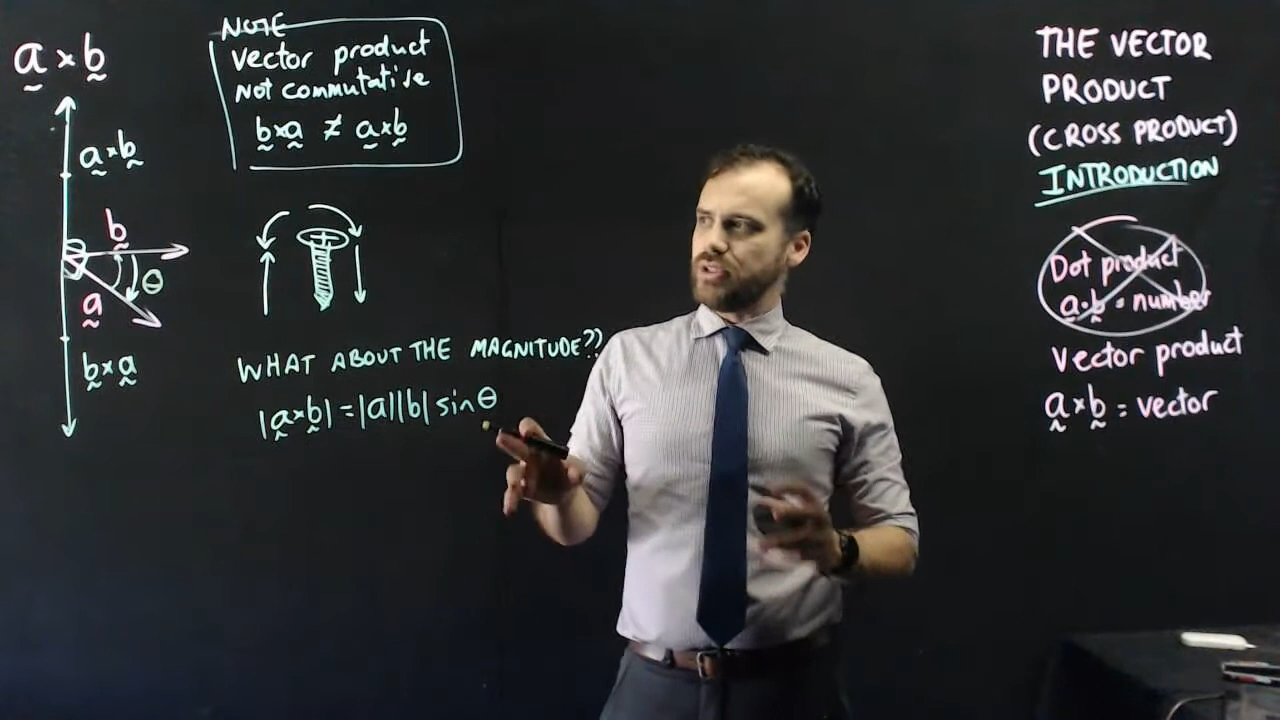 a × b
a×b
b
θ
a
b×a
NOTE
Vector product
Not commutative
b×a ≠ a×b
WHAT ABOUT THE MAGNITUDE??
|a×b| = |a||b| sin θ
THE VECTOR
PRODUCT
(CROSS PRODUCT)
INTRODUCTION
Dot product
a·b = number
Vector product
a×b = vector